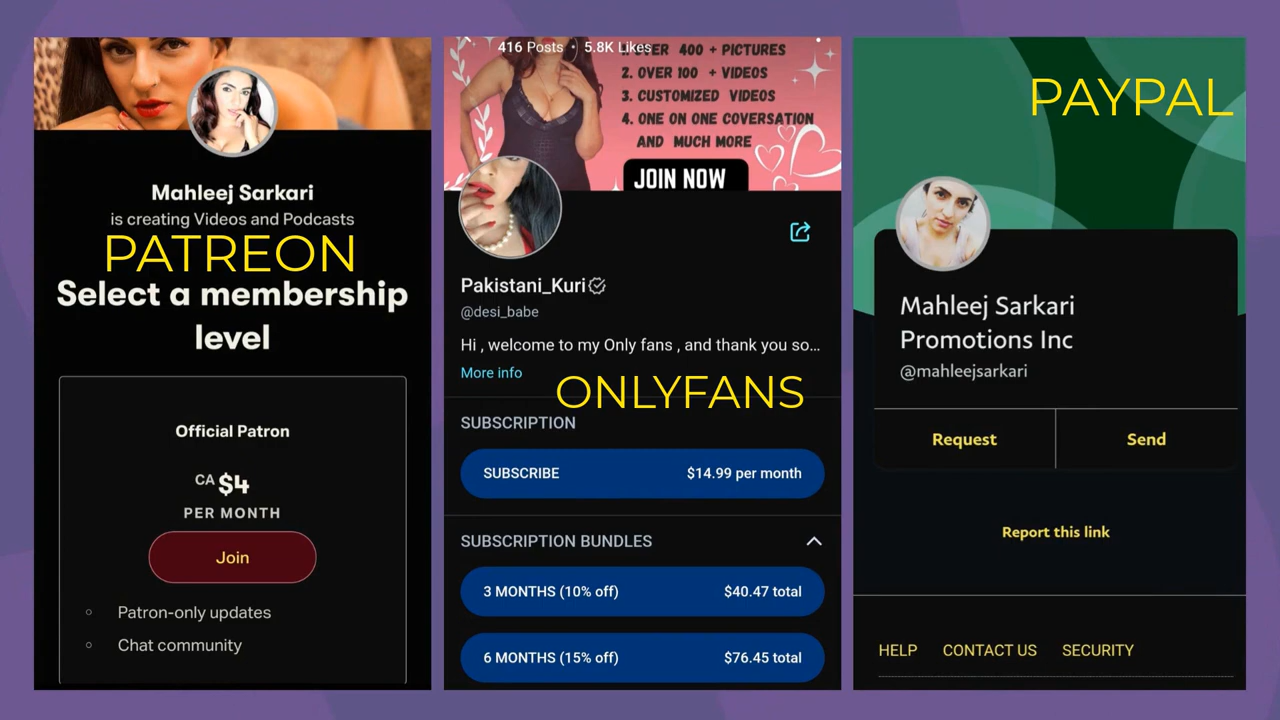 Mahleej Sarkari
is creating Videos and Podcasts
PATREON
Select a membership
level
Official Patron
CA $4
PER MONTH
Join
Patron-only updates
Chat community
416 Posts • 5.8K Likes
OVER 400 + PICTURES
2. OVER 100 + VIDEOS
3. CUSTOMIZED VIDEOS
4. ONE ON ONE COVERSATION
AND MUCH MORE
JOIN NOW
Pakistani_Kuri
@desi_babe
Hi , welcome to my Only fans , and thank you so...
More info
ONLYFANS
SUBSCRIPTION
SUBSCRIBE $14.99 per month
SUBSCRIPTION BUNDLES
3 MONTHS (10% off) $40.47 total
6 MONTHS (15% off) $76.45 total
PAYPAL
Mahleej Sarkari
Promotions Inc
@mahleejsarkari
Request Send
Report this link
HELP CONTACT US SECURITY